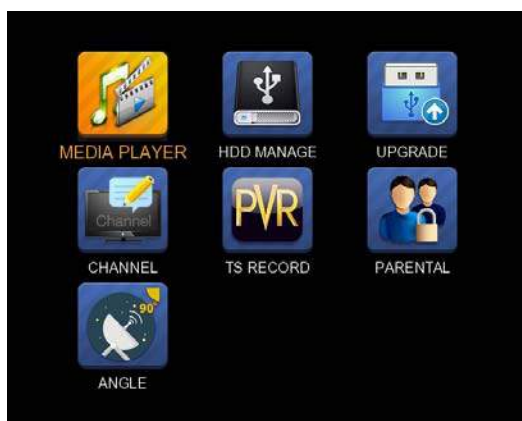 MEDIA PLAYER
HDD MANAGE
UPGRADE
Channel
PVR
CHANNEL
TS RECORD
PARENTAL
90°
ANGLE